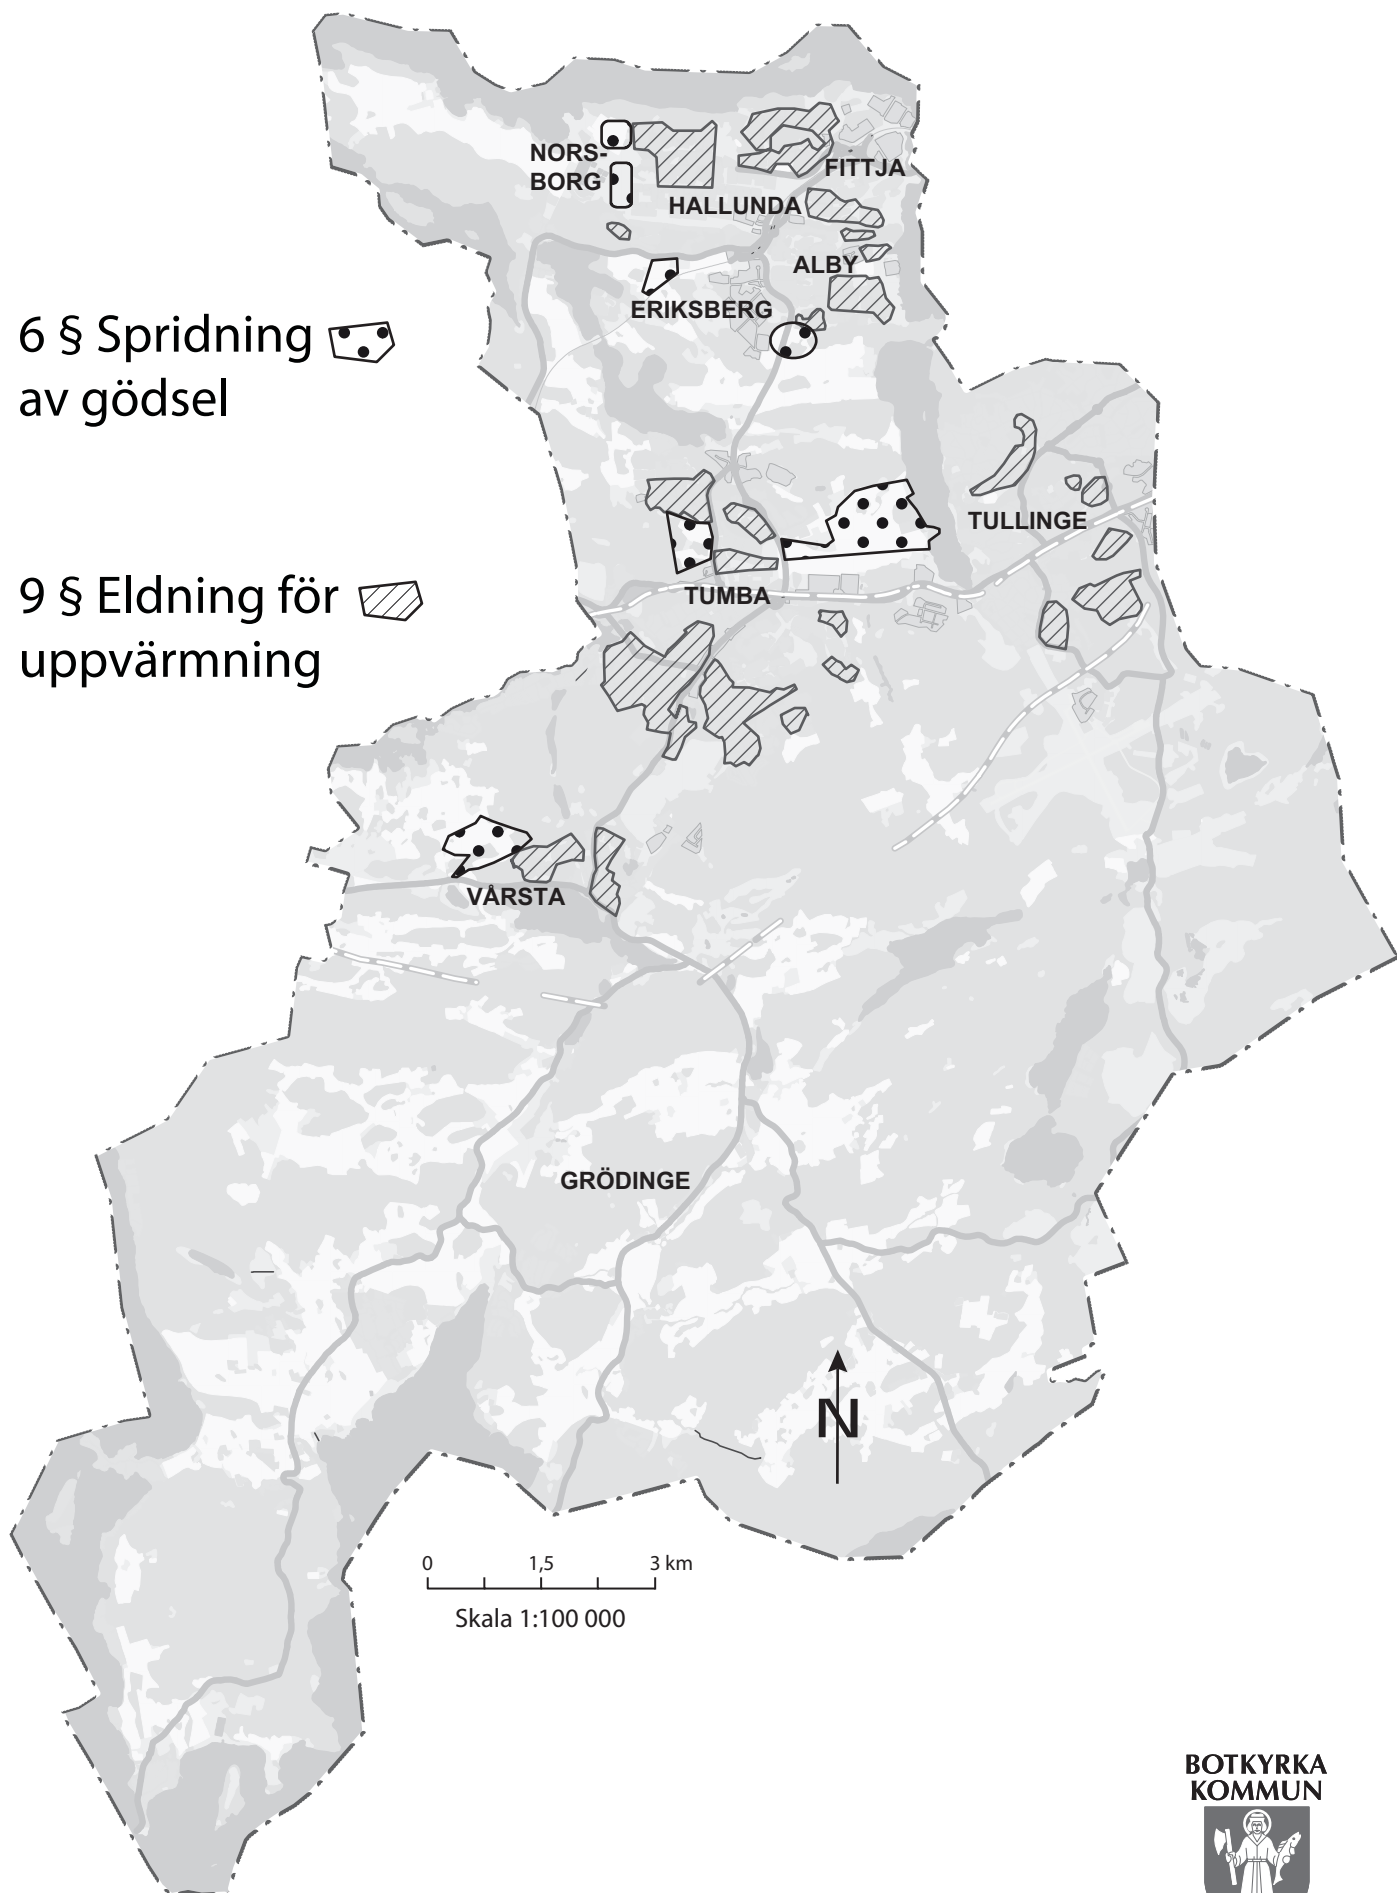 NORS-
BORG
FITTJA
HALLUNDA
ALBY
ERIKSBERG
6 § Spridning
av gödsel
TULLINGE
9 § Eldning för
uppvärmning
TUMBA
VÅRSTA
GRÖDINGE
N
0 1,5 3 km
Skala 1:100 000
BOTKYRKA
KOMMUN